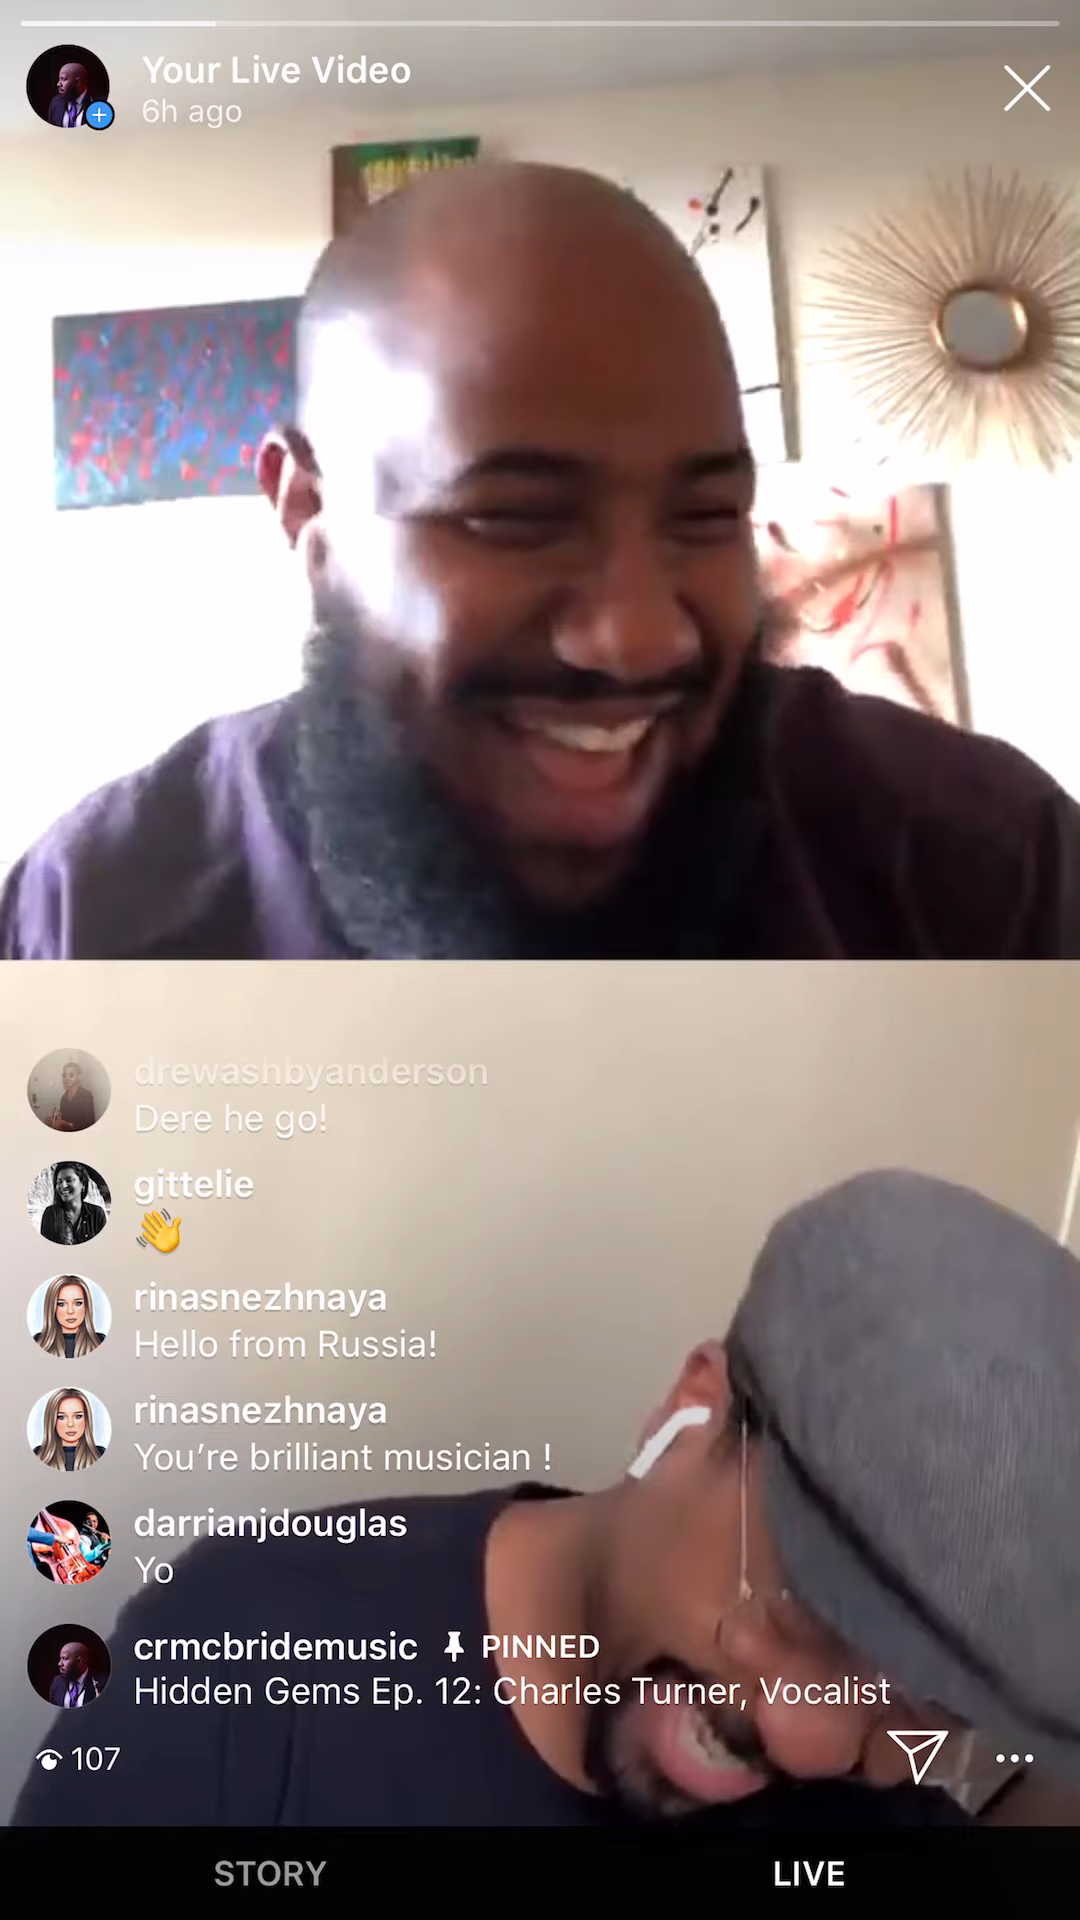 Your Live Video
6h ago
drewashbyanderson
Dere he go!
gittelie
👋
rinasnezhnaya
Hello from Russia!
rinasnezhnaya
You’re brilliant musician !
darrianjdouglas
Yo
crmcbridemusic PINNED
Hidden Gems Ep. 12: Charles Turner, Vocalist
107
STORY LIVE